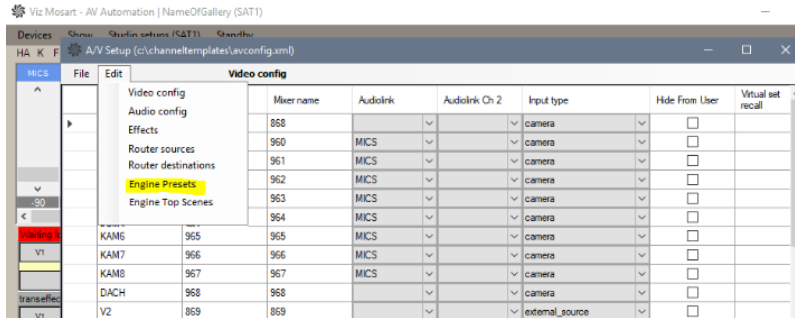 Viz Mosart - AV Automation | NameOfGallery (SAT1)
Devices Show Studio setups (SAT1) Standby
HA K F A/V Setup (c:\channeltemplates\avconfig.xml)
MICS File Edit Video config
Video config
Audio config
Effects
Router sources
Router destinations
Engine Presets
Engine Top Scenes
Mixer name Audiolink Audiolink Ch 2 Input type Hide From User Virtual set recall
868 camera
960 MICS camera
961 MICS camera
962 MICS camera
-90 963 MICS camera
964 MICS camera
Waiting KAM6 965 965 MICS camera
V1 KAM7 966 966 MICS camera
KAM8 967 967 MICS camera
transeffec DACH 968 968 camera
V1 V2 869 869 external_source